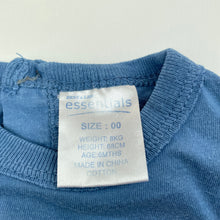 essentials
SIZE : 00
WEIGHT: 8KG
HEIGHT: 68CM
AGE: 6MTHS
MADE IN CHINA
COTTON